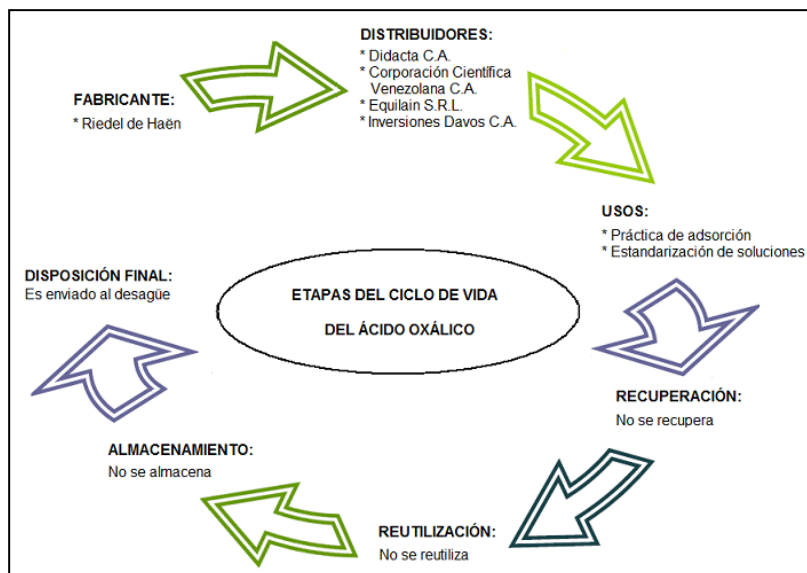 FABRICANTE:
* Riedel de Haën
DISTRIBUIDORES:
* Didacta C.A.
* Corporación Científica
Venezolana C.A.
* Equilain S.R.L.
* Inversiones Davos C.A.
USOS:
* Práctica de adsorción
* Estandarización de soluciones
RECUPERACIÓN:
No se recupera
REUTILIZACIÓN:
No se reutiliza
ALMACENAMIENTO:
No se almacena
DISPOSICIÓN FINAL:
Es enviado al desagüe
ETAPAS DEL CICLO DE VIDA
DEL ÁCIDO OXÁLICO